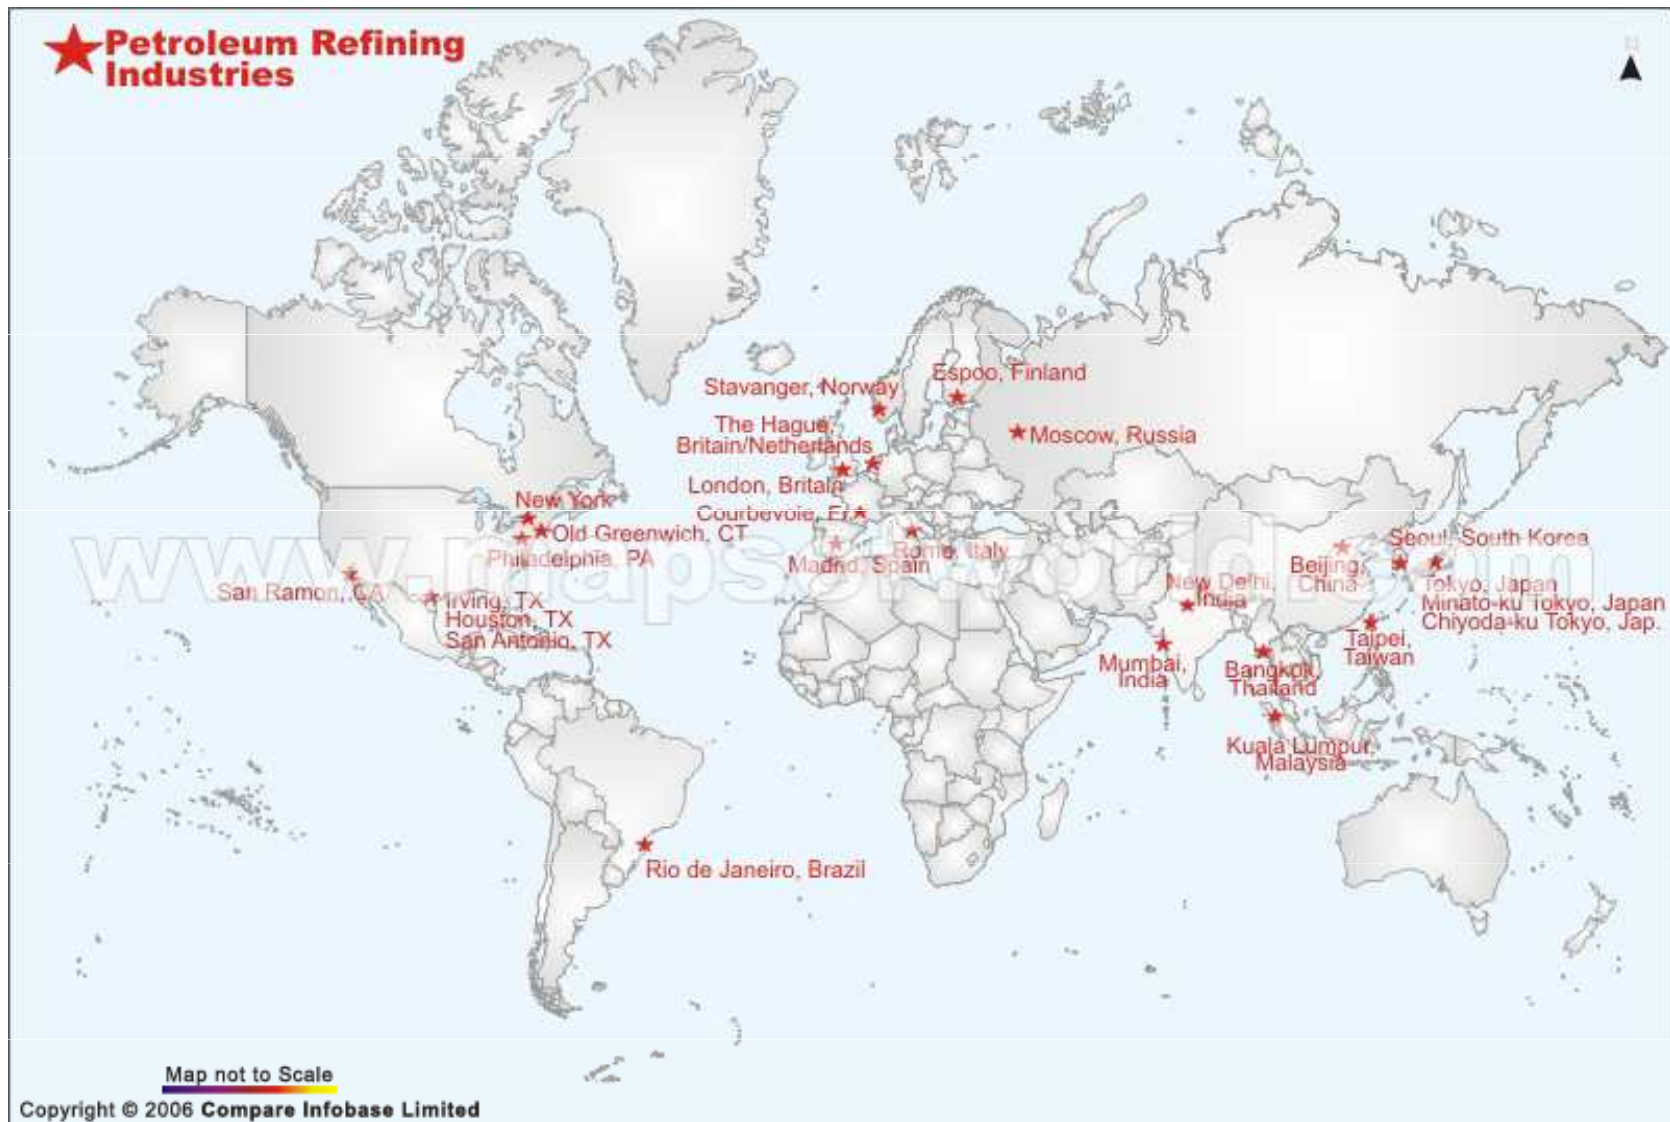 Petroleum Refining
Industries
Espoo, Finland
Stavanger, Norway
The Hague,
Britain/Netherlands
Moscow, Russia
London, Britain
New York
Courbevoie, Fr.
Old Greenwich, CT
Philadelphia, PA
www.mapsofworld.com
Madrid, Spain
Rome, Italy
Seoul, South Korea
Beijing,
China
New Delhi,
India
Tokyo, Japan
Minato-ku Tokyo, Japan
Chiyoda-ku Tokyo, Jap.
San Ramon, CA
Irving, TX
Houston, TX
San Antonio, TX
Taipei,
Taiwan
Mumbai,
India
Bangkok,
Thailand
Kuala Lumpur,
Malaysia
Rio de Janeiro, Brazil
Map not to Scale
Copyright © 2006 Compare Infobase Limited